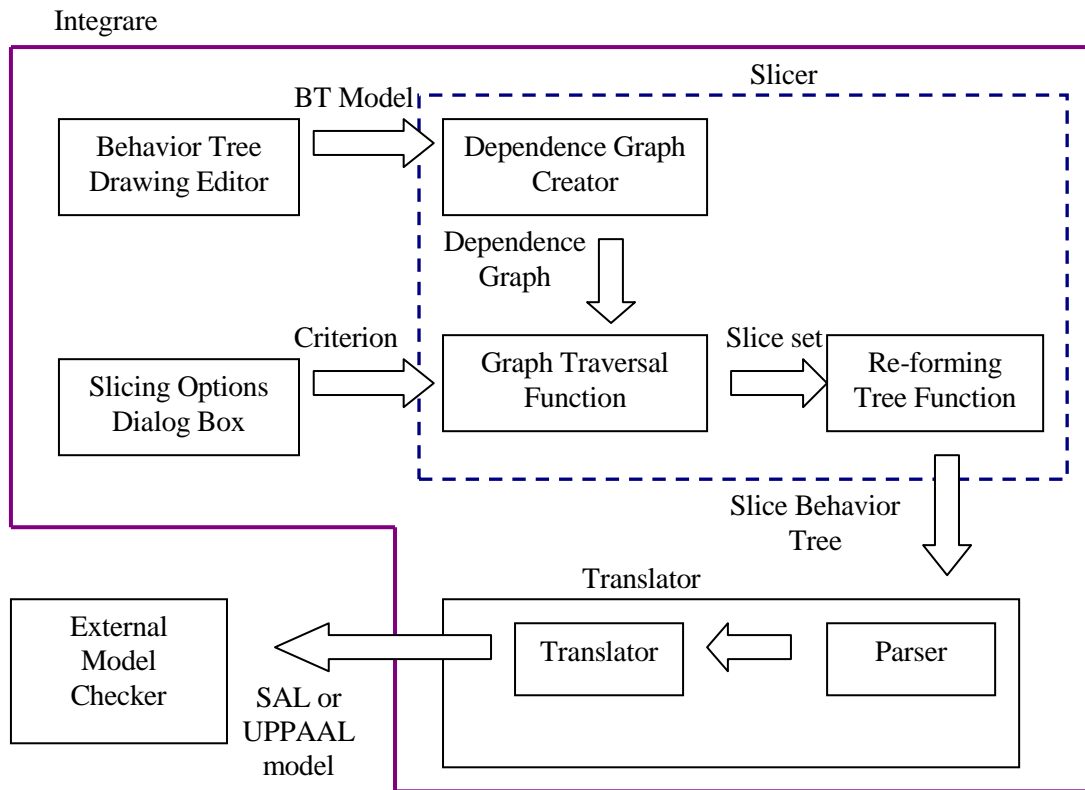 Integrare
Slicer
BT Model
Behavior Tree
Drawing Editor
Dependence Graph
Creator
Dependence
Graph
Criterion
Slicing Options
Dialog Box
Graph Traversal
Function
Slice set
Re-forming
Tree Function
Slice Behavior
Tree
Translator
External
Model
Checker
Translator
Parser
SAL or
UPPAAL
model